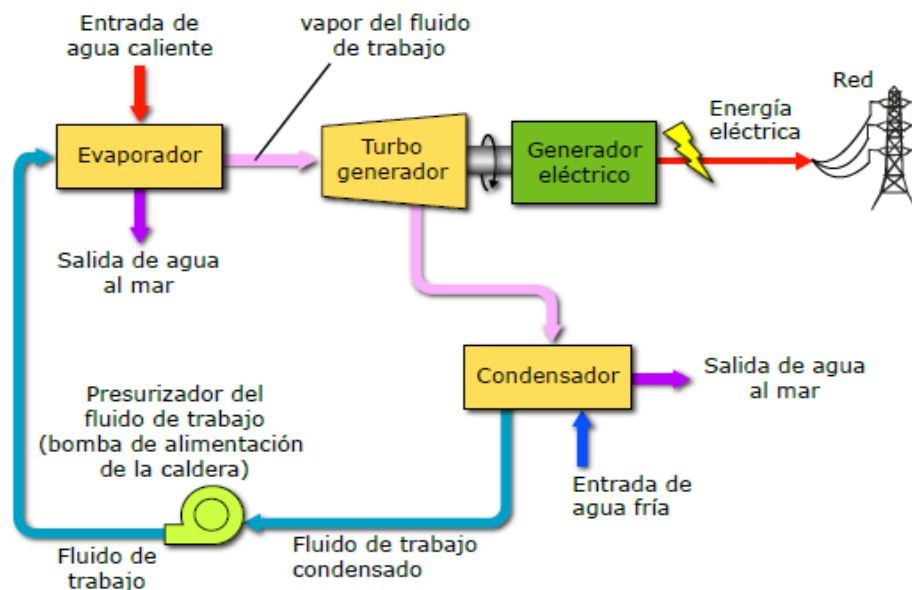 Entrada de
agua caliente
vapor del fluido
de trabajo
Red
Energía
eléctrica
Evaporador
Turbo
generador
Generador
eléctrico
Salida de agua
al mar
Condensador
Salida de agua
al mar
Presurizador del
fluido de trabajo
(bomba de alimentación
de la caldera)
Entrada de
agua fría
Fluido de
trabajo
Fluido de trabajo
condensado